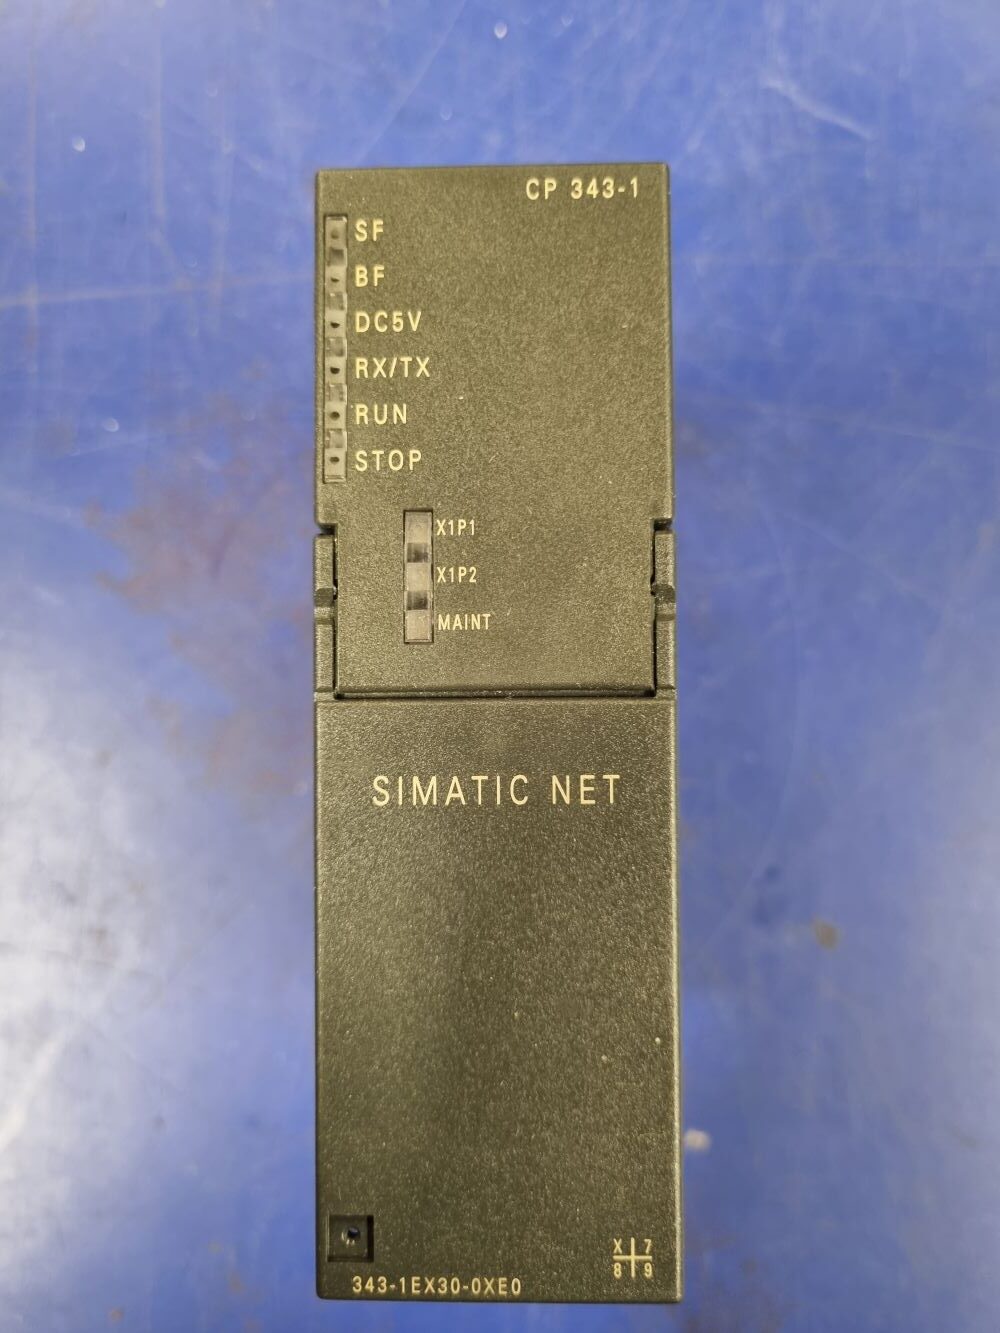 CP 343-1
SF
BF
DC5V
RX/TX
RUN
STOP
X1P1
X1P2
MAINT
SIMATIC NET
X 7
8 9
343-1EX30-0XE0